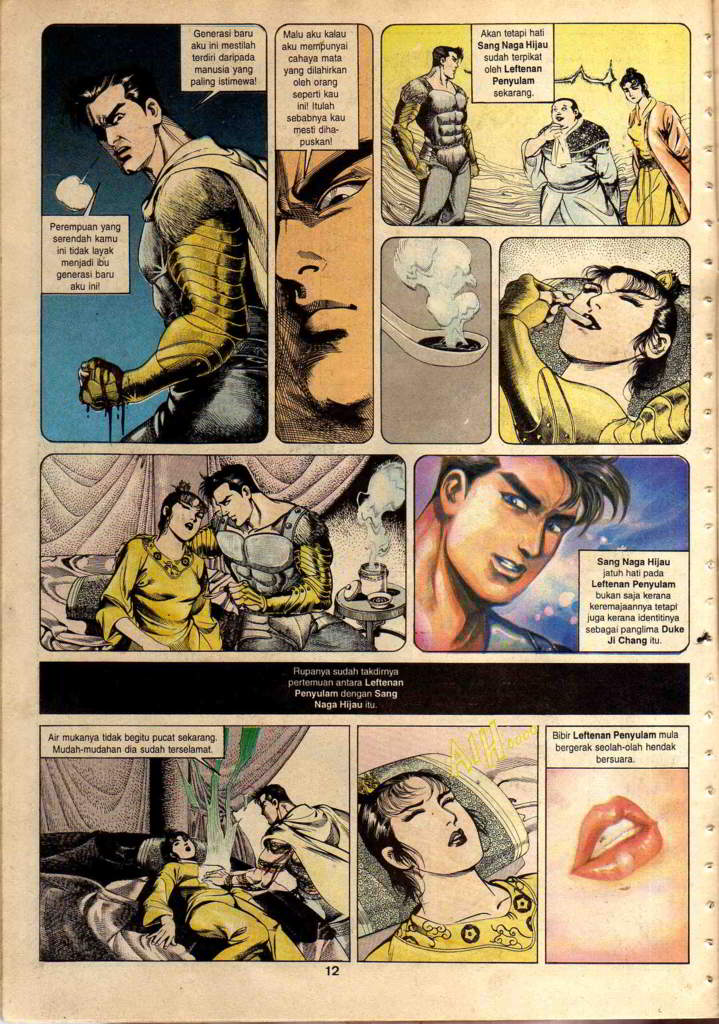 Generasi baru
aku ini mestilah
terdiri daripada
manusia yang
paling istimewa!
Perempuan yang
serendah kamu
ini tidak layak
menjadi ibu
generasi baru
aku ini!
Malu aku kalau
aku mempunyai
cahaya mata
yang dilahirkan
oleh orang
seperti kau
ini! Itulah
sebabnya kau
mesti diha-
puskan!
Akan tetapi hati
Sang Naga Hijau
sudah terpikat
oleh Leftenan
Penyulam
sekarang.
Sang Naga Hijau
jatuh hati pada
Leftenan Penyulam
bukan saja kerana
keremajaannya tetapi
juga kerana identitinya
sebagai panglima Duke
Ji Chang itu.
Rupanya sudah takdirnya
pertemuan antara Leftenan
Penyulam dengan Sang
Naga Hijau itu.
Air mukanya tidak begitu pucat sekarang.
Mudah-mudahan dia sudah terselamat.
Bibir Leftenan Penyulam mula
bergerak seolah-olah hendak
bersuara.
12